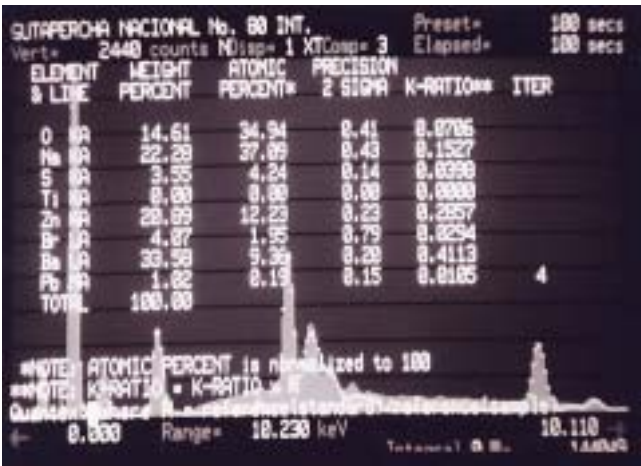 GUTAPERCHA NACIONAL No. 80 INT. Preset= 100 secs
Vert= 2440 counts NDisp= 1 XTComp= 3 Elapsed= 100 secs
ELEMENT WEIGHT ATOMIC PRECISION
& LINE PERCENT PERCENT* 2 SIGMA K-RATIO** ITER
O KA 14.61 34.94 0.41 0.0706
Na KA 22.28 37.09 0.43 0.1527
S KA 3.55 4.24 0.14 0.0390
Ti KA 0.00 0.00 0.00 0.0000
Zn KA 20.89 12.23 0.23 0.2057
Br 4.07 1.95 0.79 0.0294
Ba 33.58 9.36 0.20 0.4113
Pb MA 1.02 0.19 0.15 0.0105 4
TOTAL 100.00
*NOTE: ATOMIC PERCENT is normalized to 100
**NOTE: K-RATIO = K-RATIO x
0.000 Range= 10.230 keV 10.110
Integral 0